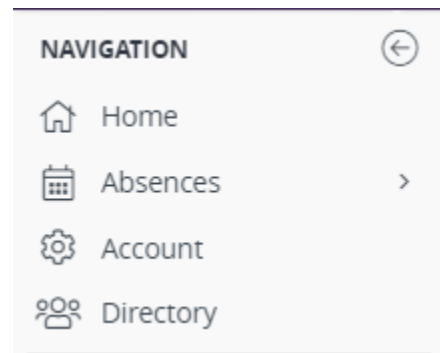 NAVIGATION
Home
Absences
Account
Directory